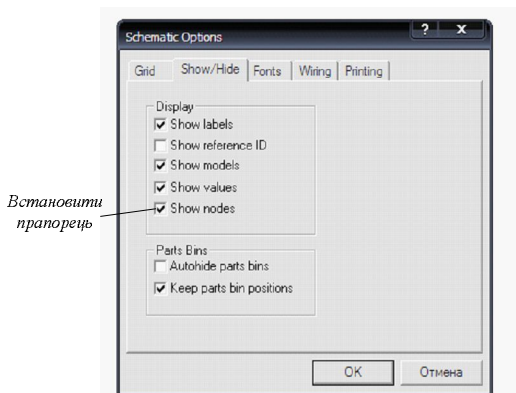 Schematic Options
? x
Grid Show/Hide Fonts Wiring Printing
Display
Show labels
Show reference ID
Show models
Show values
Show nodes
Встановити
прапорець
Parts Bins
Autohide parts bins
Keep parts bin positions
OK Отмена